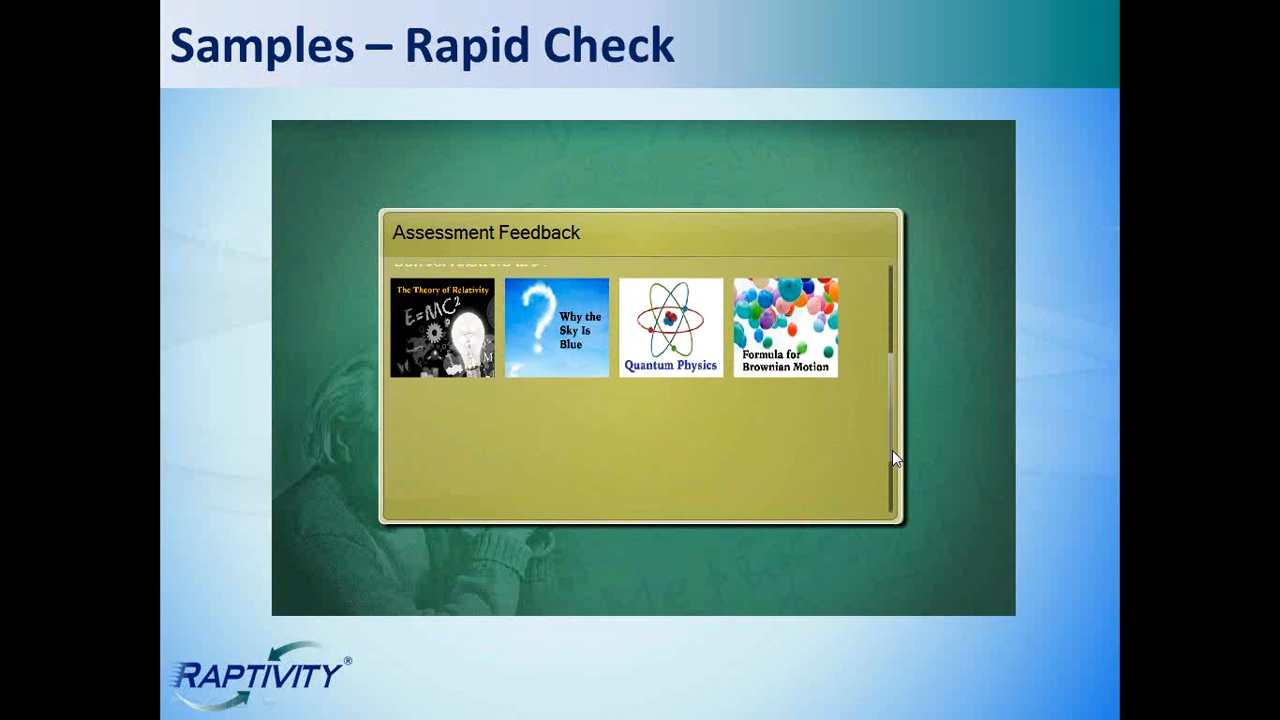 Samples – Rapid Check
Assessment Feedback
The Theory of Relativity
E=MC2
Why the
Sky Is
Blue
Quantum Physics
Formula for
Brownian Motion
RAPTIVITY®